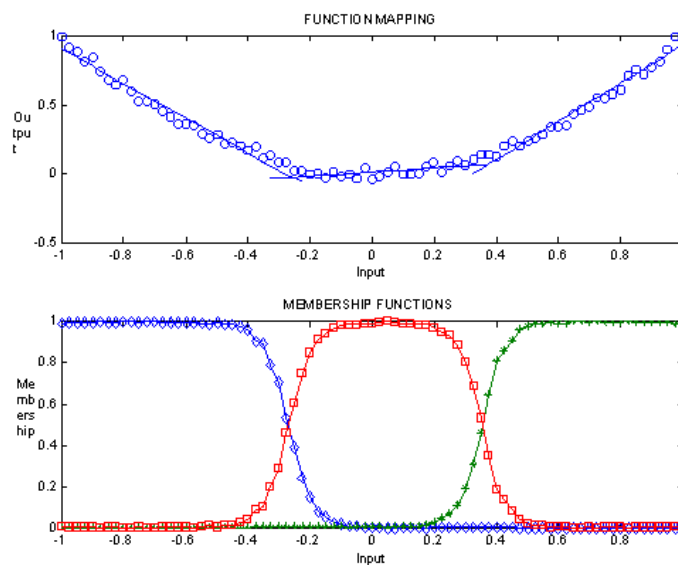 FUNCTION MAPPING
1
0.5
0
-0.5
Ou
tpu
t
-1 -0.8 -0.6 -0.4 -0.2 0 0.2 0.4 0.6 0.8
Input
MEMBERSHIP FUNCTIONS
1
0.8
0.6
0.4
0.2
0
Me
mb
ers
hip
-1 -0.8 -0.6 -0.4 -0.2 0 0.2 0.4 0.6 0.8
Input